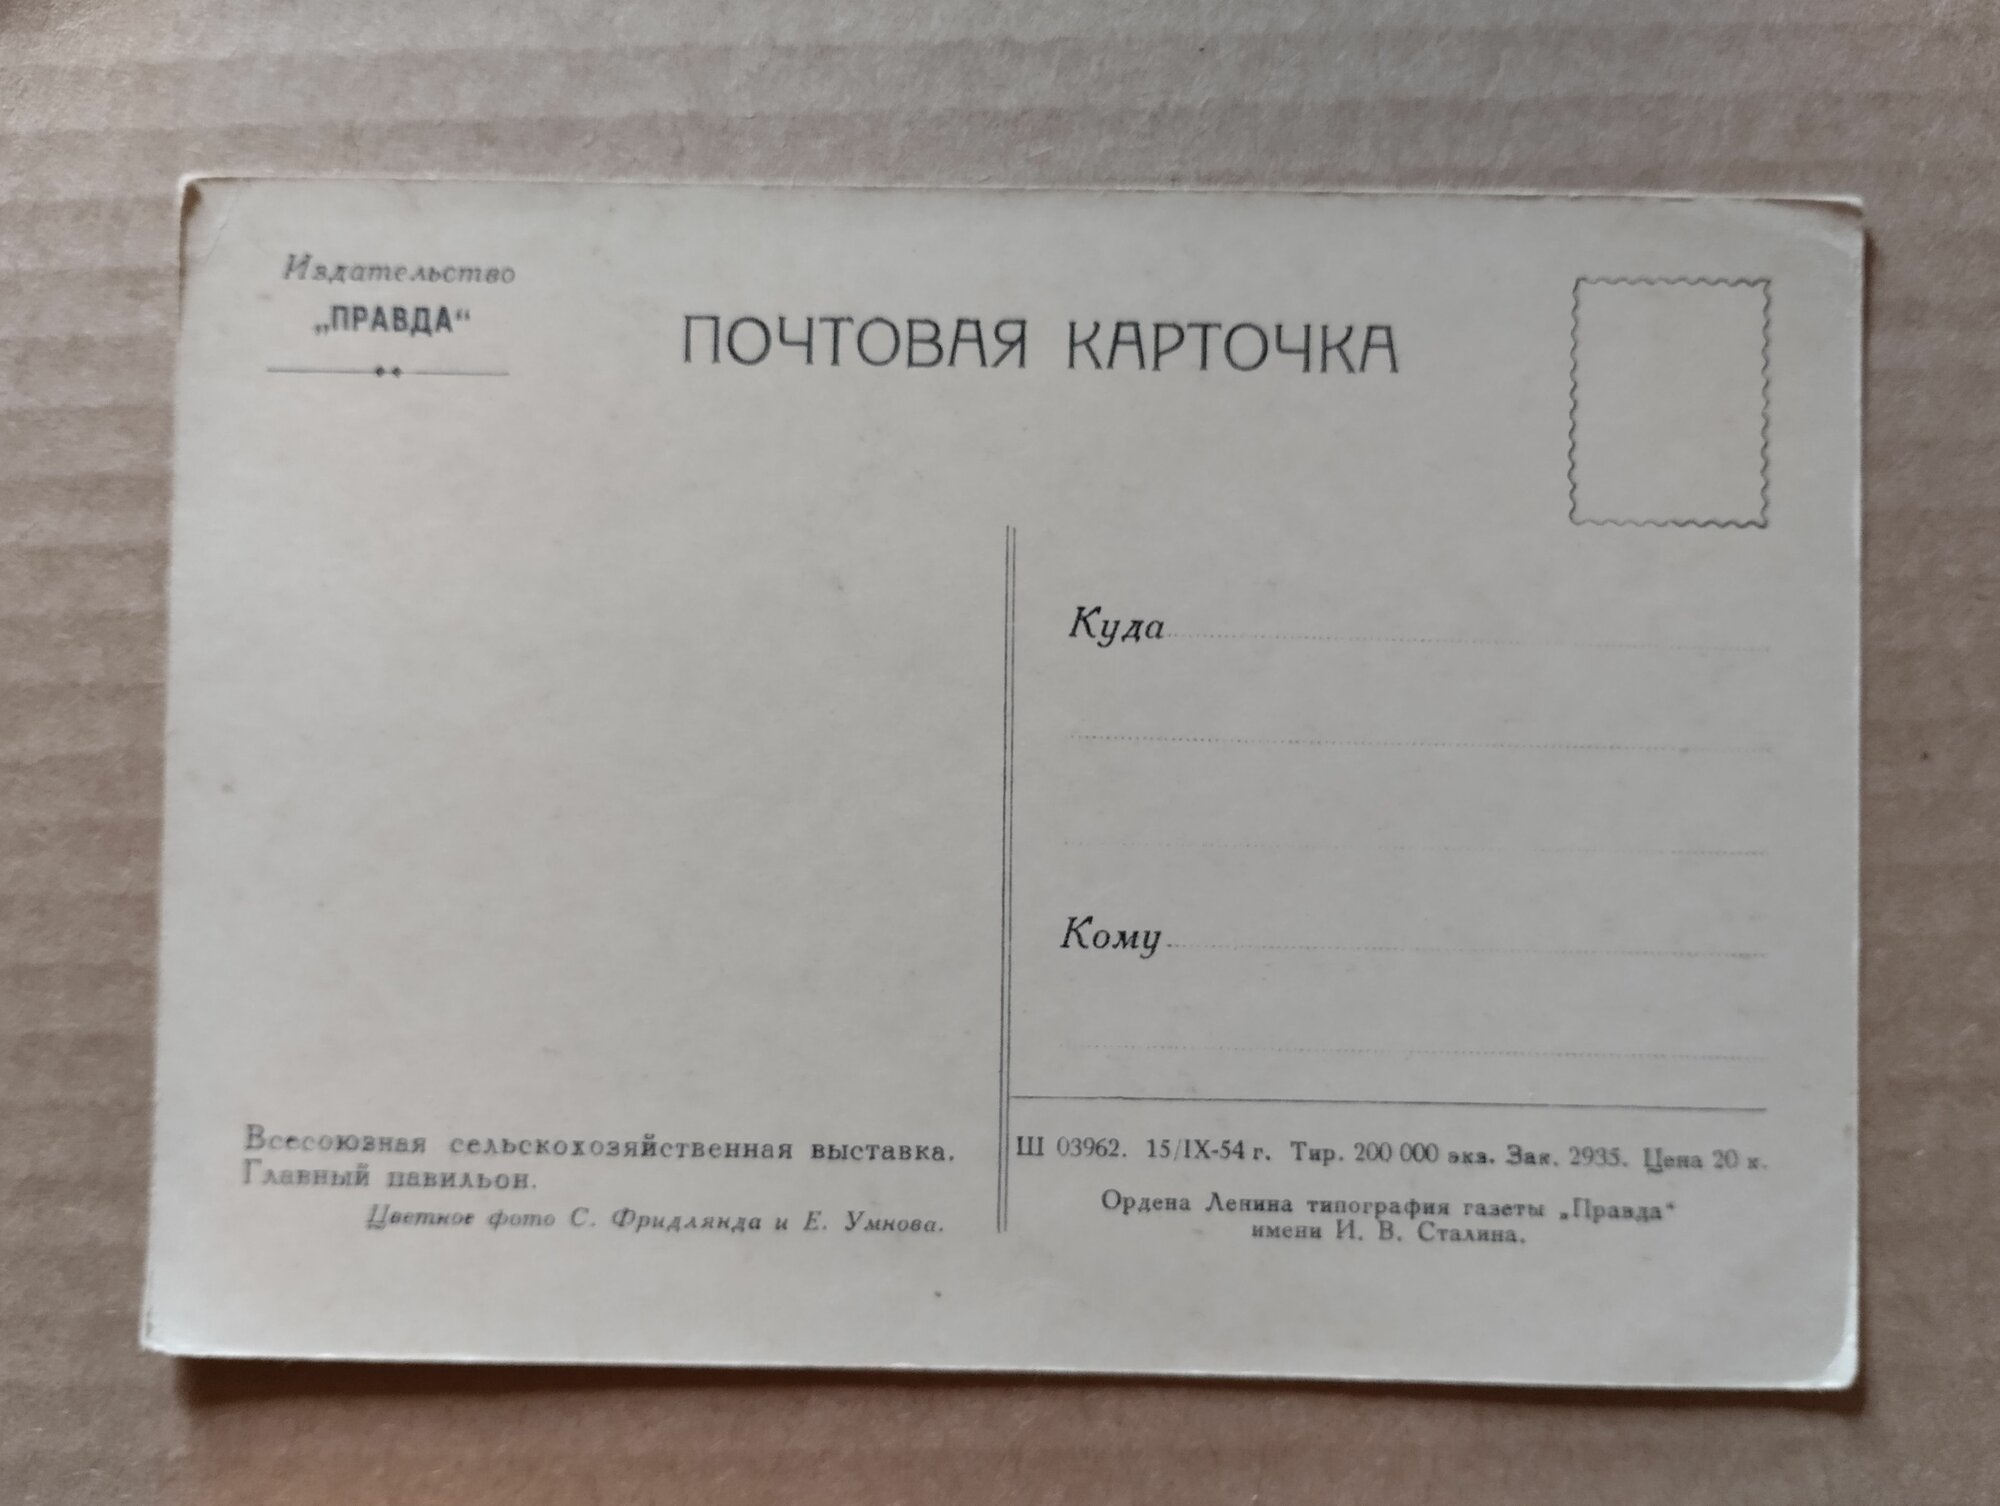 Издательство
„ПРАВДА“
ПОЧТОВАЯ КАРТОЧКА
Куда
Кому
Всесоюзная сельскохозяйственная выставка.
Главный павильон.
Цветное фото С. Фридлянда и Е. Умнова.
Ш 03962. 15/IX-54 г. Тир. 200 000 экз. Зак. 2935. Цена 20 к.
Ордена Ленина типография газеты „Правда“
имени И. В. Сталина.